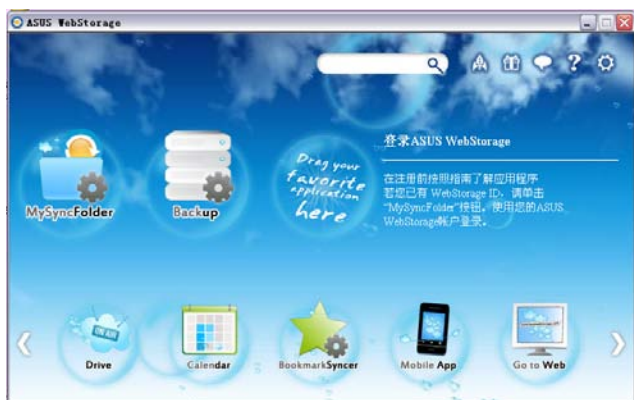 ASUS WebStorage
登录ASUS WebStorage
Drag your
favorite
application
here
在注册前按照指南了解应用程序
若您已有 WebStorage ID，请单击
“MySyncFolder”按钮，使用您的ASUS
WebStorage帐户登录。
MySyncFolder
Backup
Drive
ON AIR
Calendar
BookmarkSyncer
Mobile App
Go to Web